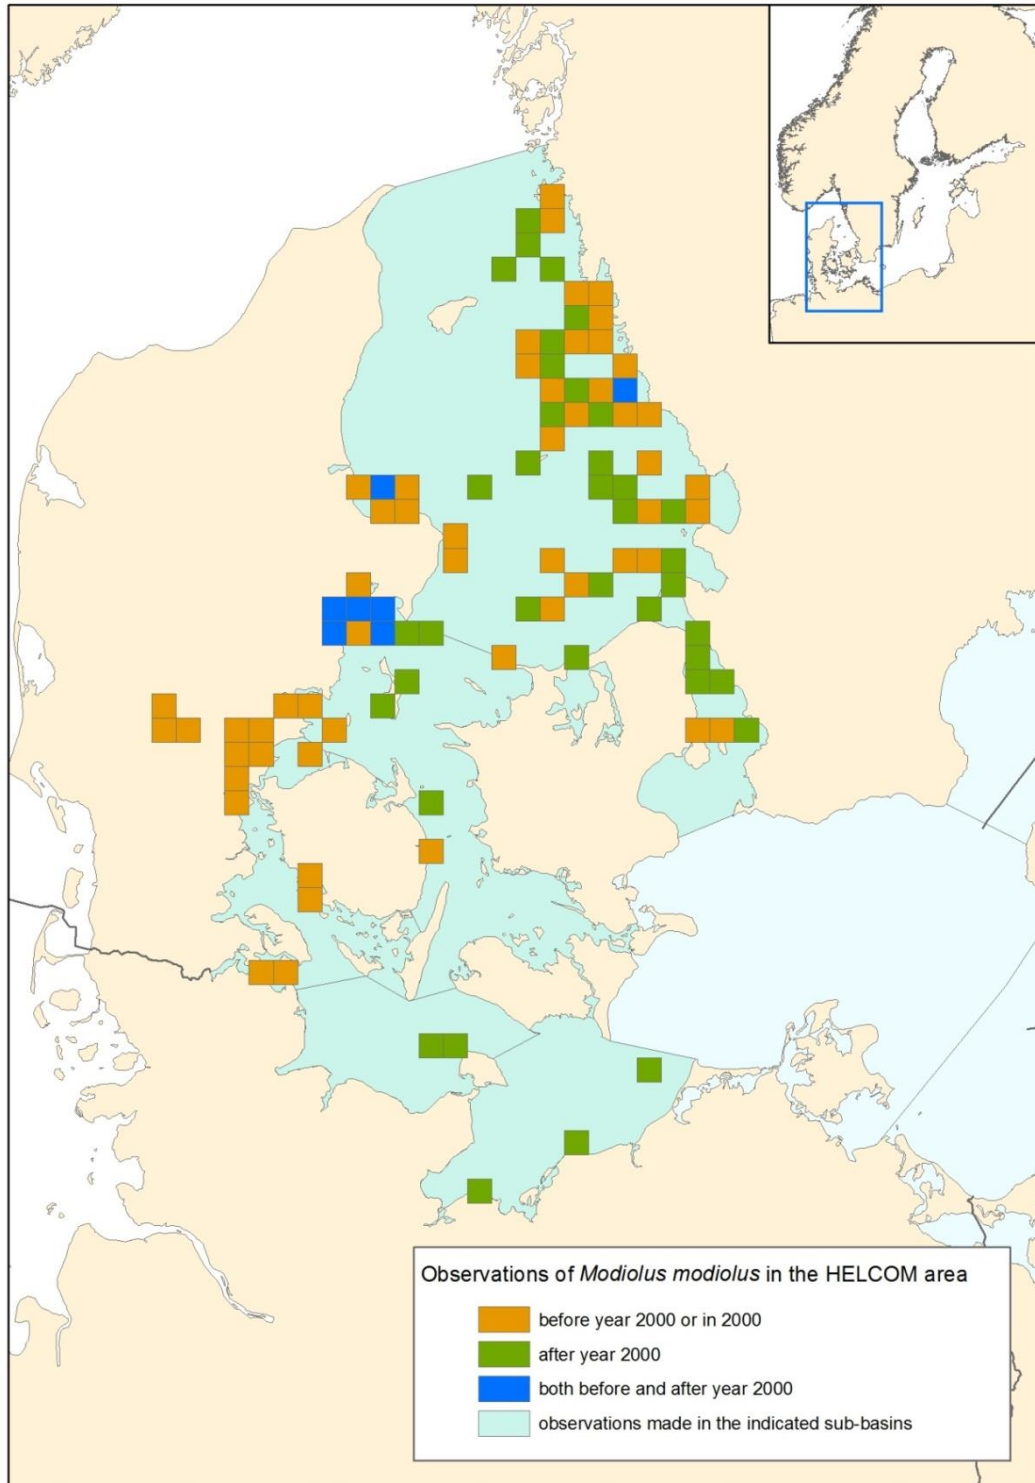 Observations of Modiolus modiolus in the HELCOM area
before year 2000 or in 2000
after year 2000
both before and after year 2000
observations made in the indicated sub-basins